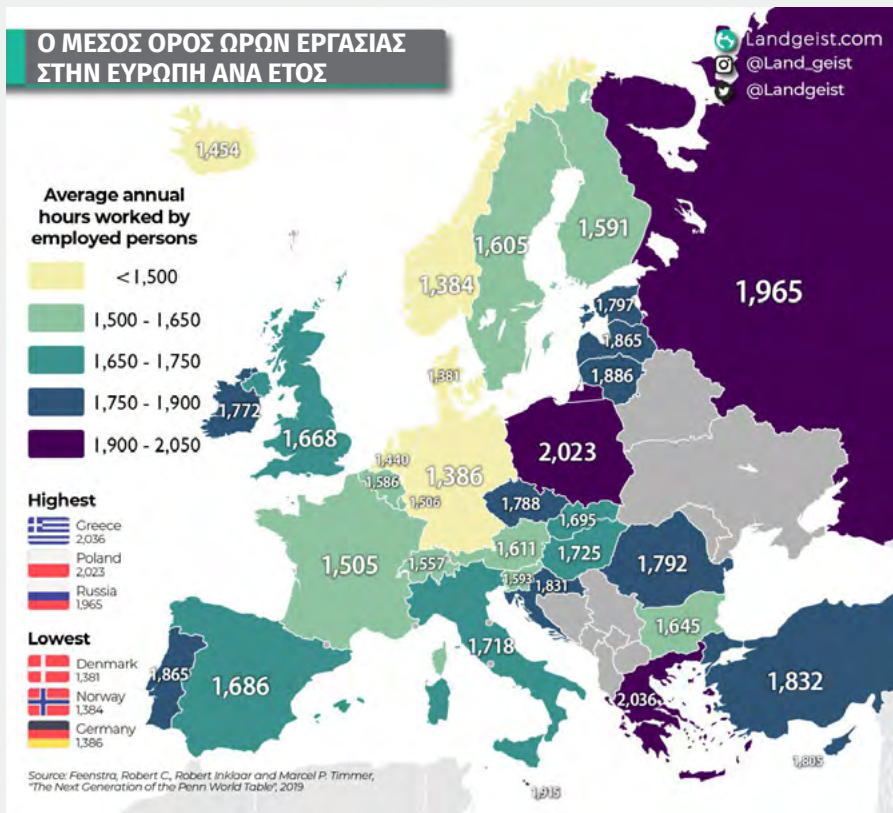 Ο ΜΕΣΟΣ ΟΡΟΣ ΩΡΩΝ ΕΡΓΑΣΙΑΣ
ΣΤΗΝ ΕΥΡΩΠΗ ΑΝΑ ΕΤΟΣ
Landgeist.com
@Land_geist
@Landgeist
Average annual
hours worked by
employed persons
<1,500
1,500 - 1,650
1,650 - 1,750
1,750 - 1,900
1,900 - 2,050
Highest
Greece
2,036
Poland
2,023
Russia
1,965
Lowest
Denmark
1,381
Norway
1,384
Germany
1,386
1,454
1,384
1,605
1,591
1,965
1,797
1,865
1,886
1,381
1,772
1,668
2,023
1,440
1,386
1,586
1,506
1,788
1,695
1,505
1,557
1,611
1,725
1,792
1,593
1,831
1,645
1,718
1,865
1,686
2,036
1,832
1,805
1,915
Source: Feenstra, Robert C., Robert Inklaar and Marcel P. Timmer,
"The Next Generation of the Penn World Table", 2019